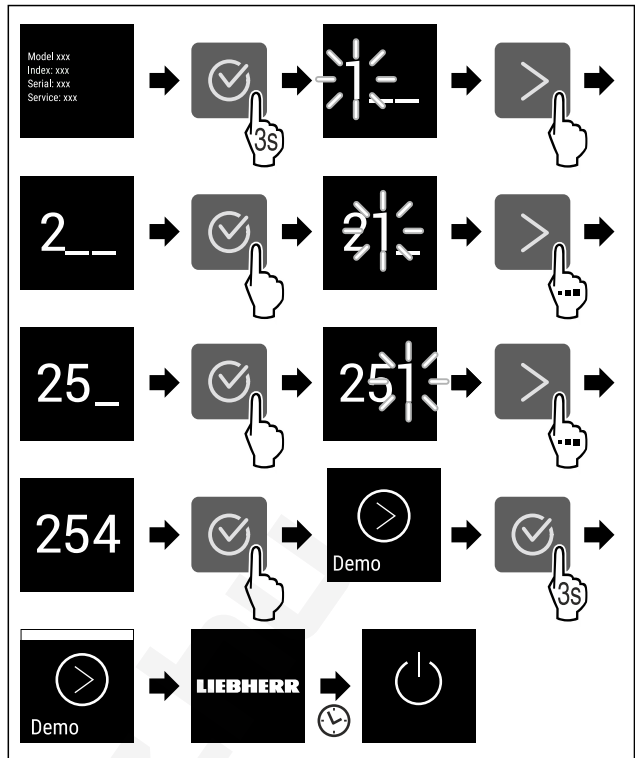 Model xxx
Index: xxx
Serial: xxx
Service: xxx
3s
1__
2__
21_
25_
251
254
Demo
3s
Demo
LIEBHERR